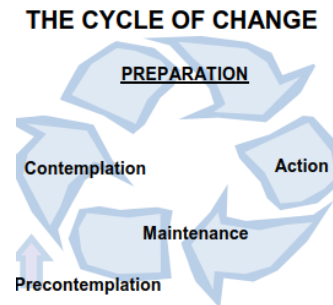 THE CYCLE OF CHANGE
PREPARATION
Contemplation
Action
Maintenance
Precontemplation